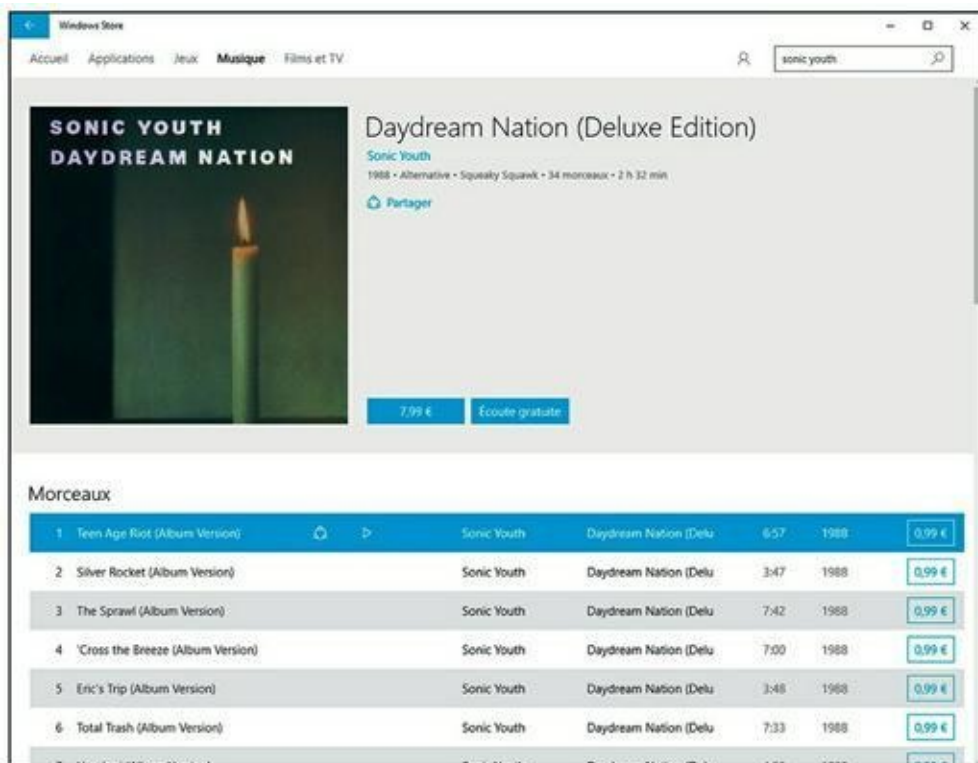 Windows Store
Accueil Applications Jeux Musique Films et TV sonic youth
SONIC YOUTH
DAYDREAM NATION
Daydream Nation (Deluxe Edition)
Sonic Youth
1988 • Alternative • Squeaky Squawk • 34 morceaux • 2 h 32 min
Partager
7,99 € Écoute gratuite
Morceaux
1 Teen Age Riot (Album Version) Sonic Youth Daydream Nation (Delu 6:57 1988 0,99 €
2 Silver Rocket (Album Version) Sonic Youth Daydream Nation (Delu 3:47 1988 0,99 €
3 The Sprawl (Album Version) Sonic Youth Daydream Nation (Delu 7:42 1988 0,99 €
4 'Cross the Breeze (Album Version) Sonic Youth Daydream Nation (Delu 7:00 1988 0,99 €
5 Eric's Trip (Album Version) Sonic Youth Daydream Nation (Delu 3:48 1988 0,99 €
6 Total Trash (Album Version) Sonic Youth Daydream Nation (Delu 7:33 1988 0,99 €